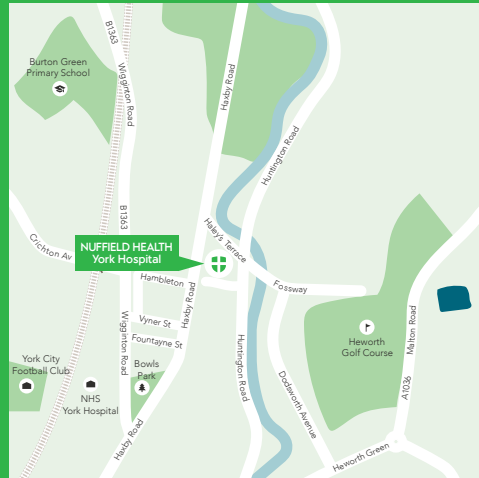 B1363
Burton Green
Primary School
Wigginton Road
Haxby Road
Huntington Road
B1363
Haley's Terrace
Crichton Av
NUFFIELD HEALTH
York Hospital
Hambleton
Fossway
Haxby Road
Vyner St
Fountayne St
Wigginton Road
Huntington Road
Heworth
Golf Course
Malton Road
York City
Football Club
Bowls
Park
NHS
York Hospital
Dodsworth Avenue
A1036
Haxby Road
Heworth Green